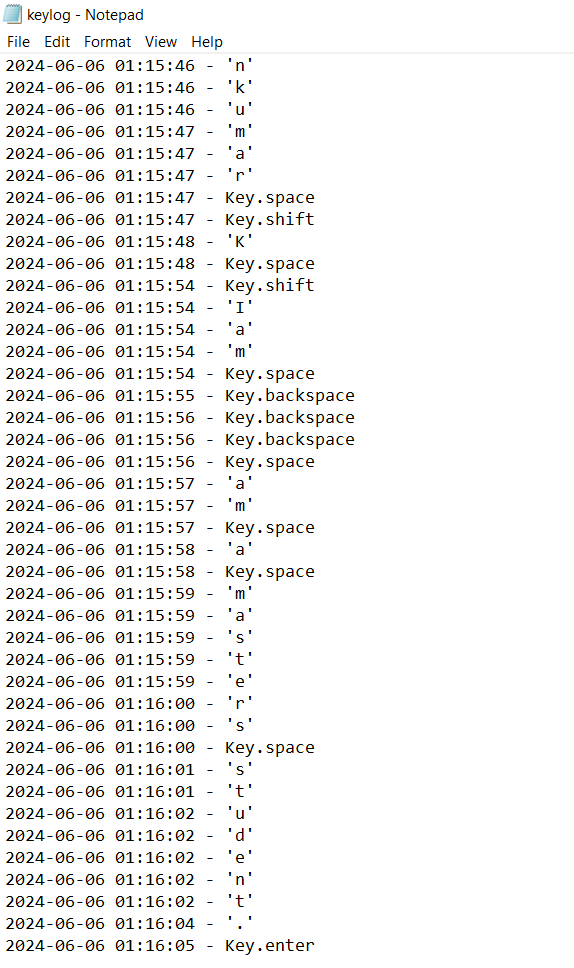 keylog - Notepad
File Edit Format View Help
2024-06-06 01:15:46 - 'n'
2024-06-06 01:15:46 - 'k'
2024-06-06 01:15:46 - 'u'
2024-06-06 01:15:47 - 'm'
2024-06-06 01:15:47 - 'a'
2024-06-06 01:15:47 - 'r'
2024-06-06 01:15:47 - Key.space
2024-06-06 01:15:47 - Key.shift
2024-06-06 01:15:48 - 'K'
2024-06-06 01:15:48 - Key.space
2024-06-06 01:15:54 - Key.shift
2024-06-06 01:15:54 - 'I'
2024-06-06 01:15:54 - 'a'
2024-06-06 01:15:54 - 'm'
2024-06-06 01:15:54 - Key.space
2024-06-06 01:15:55 - Key.backspace
2024-06-06 01:15:56 - Key.backspace
2024-06-06 01:15:56 - Key.backspace
2024-06-06 01:15:56 - Key.space
2024-06-06 01:15:57 - 'a'
2024-06-06 01:15:57 - 'm'
2024-06-06 01:15:57 - Key.space
2024-06-06 01:15:58 - 'a'
2024-06-06 01:15:58 - Key.space
2024-06-06 01:15:59 - 'm'
2024-06-06 01:15:59 - 'a'
2024-06-06 01:15:59 - 's'
2024-06-06 01:15:59 - 't'
2024-06-06 01:15:59 - 'e'
2024-06-06 01:16:00 - 'r'
2024-06-06 01:16:00 - 's'
2024-06-06 01:16:00 - Key.space
2024-06-06 01:16:01 - 's'
2024-06-06 01:16:01 - 't'
2024-06-06 01:16:02 - 'u'
2024-06-06 01:16:02 - 'd'
2024-06-06 01:16:02 - 'e'
2024-06-06 01:16:02 - 'n'
2024-06-06 01:16:02 - 't'
2024-06-06 01:16:04 - '.'
2024-06-06 01:16:05 - Key.enter